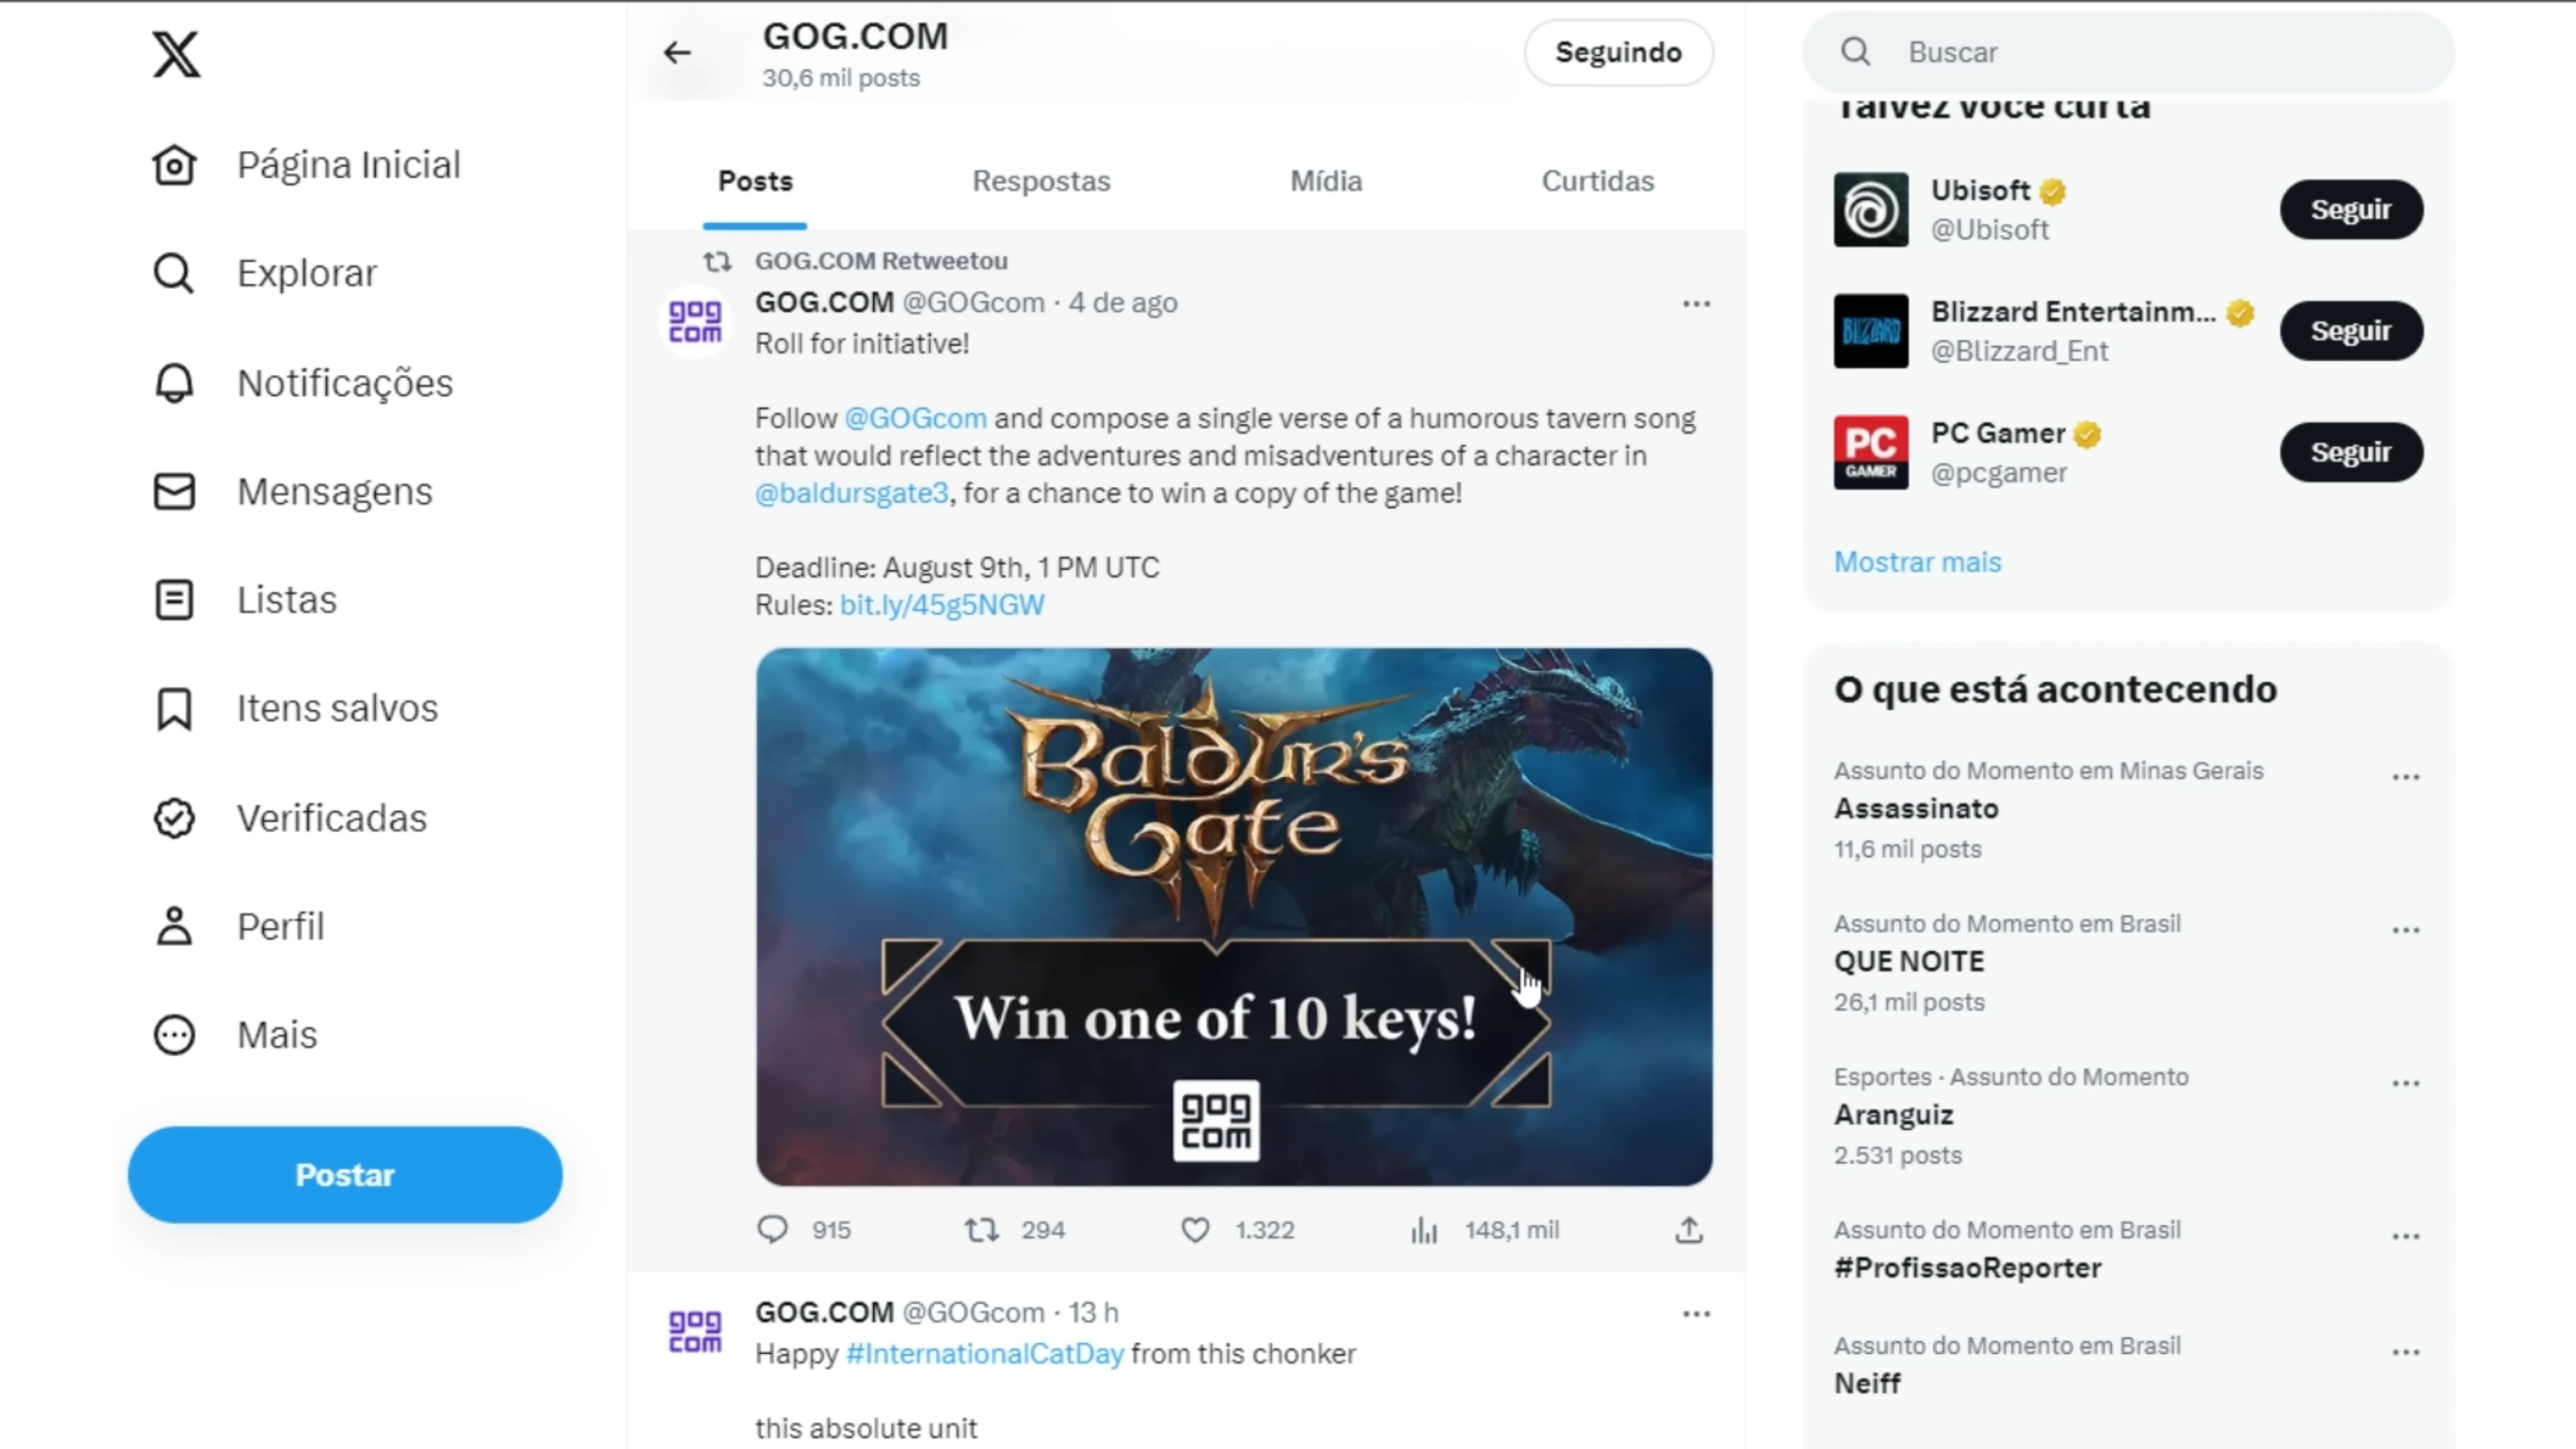 GOG.COM
30,6 mil posts
Seguindo
Buscar
Página Inicial
Explorar
Notificações
Mensagens
Listas
Itens salvos
Verificadas
Perfil
Mais
Postar
Posts
Respostas
Mídia
Curtidas
GOG.COM Retweetou
gog
com
GOG.COM @GOGcom · 4 de ago
Roll for initiative!
Follow @GOGcom and compose a single verse of a humorous tavern song
that would reflect the adventures and misadventures of a character in
@baldursgate3, for a chance to win a copy of the game!
Deadline: August 9th, 1 PM UTC
Rules: bit.ly/45g5NGW
Baldur's
Gate
Win one of 10 keys!
gog
com
915
294
1.322
148,1 mil
gog
com
GOG.COM @GOGcom · 13 h
Happy #InternationalCatDay from this chonker
this absolute unit
Talvez você curta
Ubisoft
@Ubisoft
Seguir
BLIZZARD
Blizzard Entertainm...
@Blizzard_Ent
Seguir
PC
GAMER
PC Gamer
@pcgamer
Seguir
Mostrar mais
O que está acontecendo
Assunto do Momento em Minas Gerais
Assassinato
11,6 mil posts
Assunto do Momento em Brasil
QUE NOITE
26,1 mil posts
Esportes · Assunto do Momento
Aranguiz
2.531 posts
Assunto do Momento em Brasil
#ProfissaoReporter
Assunto do Momento em Brasil
Neiff